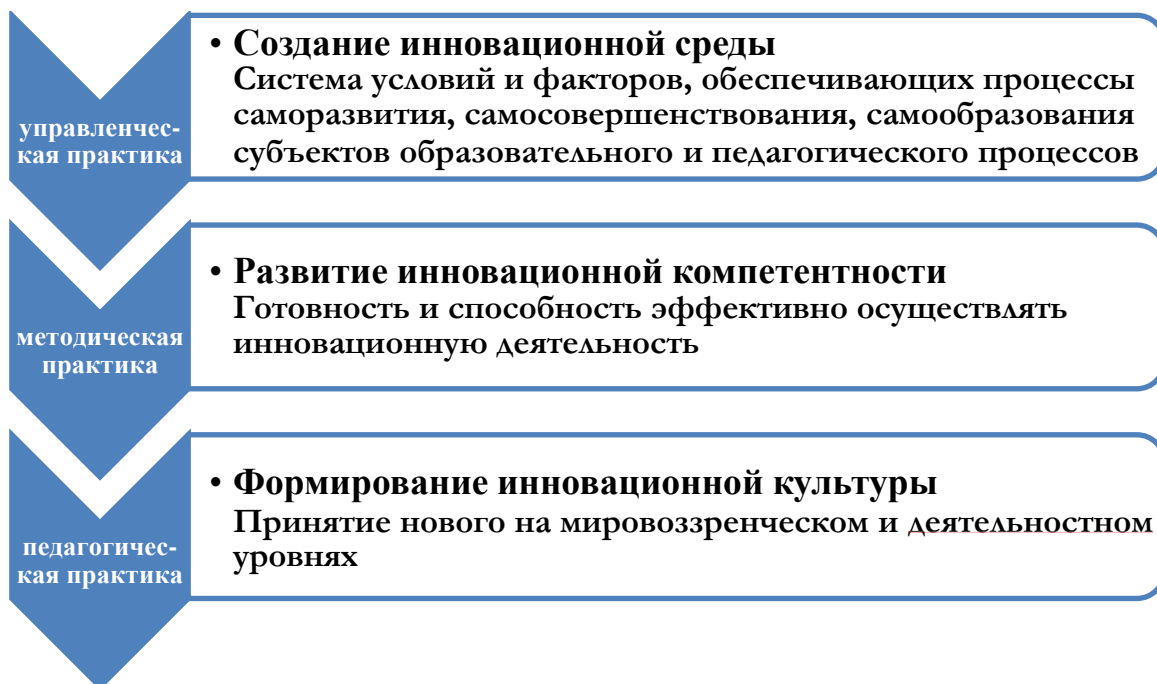 управленчес-
кая практика
• Создание инновационной среды
Система условий и факторов, обеспечивающих процессы
саморазвития, самосовершенствования, самообразования
субъектов образовательного и педагогического процессов
методическая
практика
• Развитие инновационной компетентности
Готовность и способность эффективно осуществлять
инновационную деятельность
педагогичес-
кая практика
• Формирование инновационной культуры
Принятие нового на мировоззренческом и деятельностном
уровнях